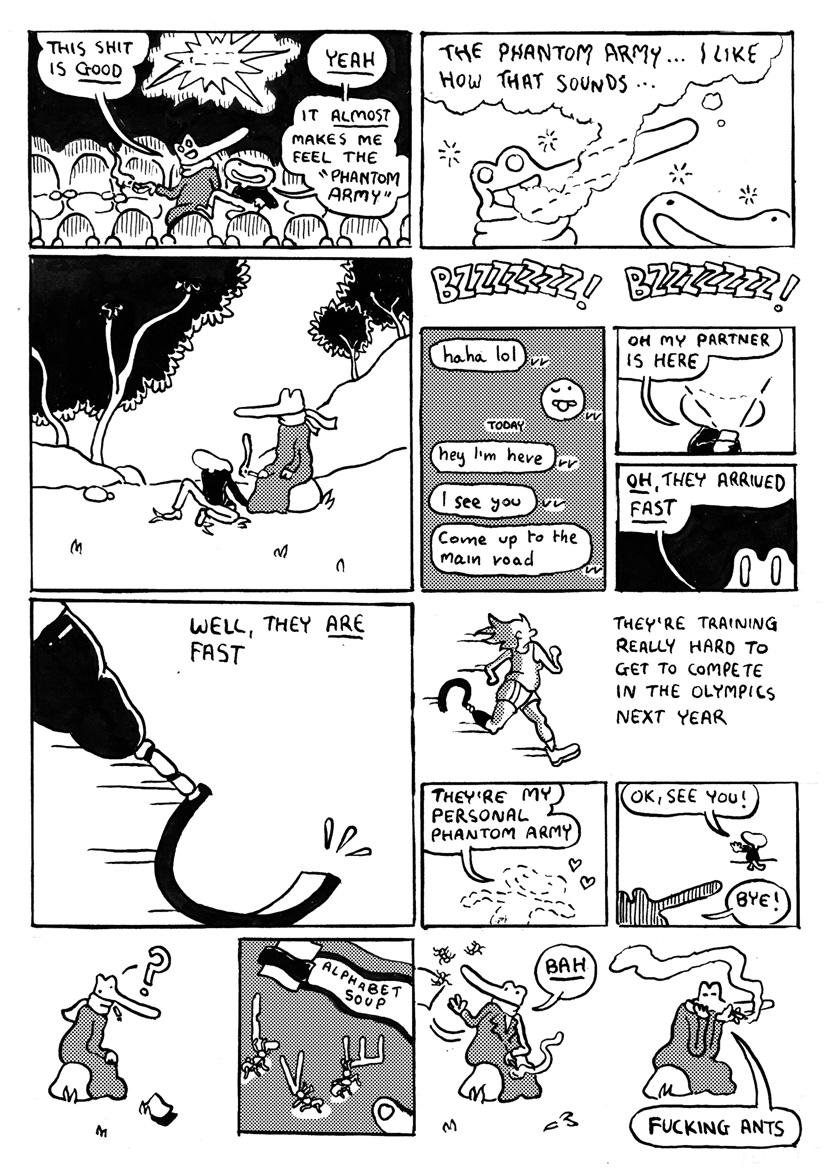 THIS SHIT
IS GOOD
YEAH
IT ALMOST
MAKES ME
FEEL THE
"PHANTOM
ARMY"
THE PHANTOM ARMY... I LIKE
HOW THAT SOUNDS...
BZZZZZZZ!
BZZZZZZZ!
haha lol
TODAY
hey I'm here
I see you
Come up to the
main road
OH MY PARTNER
IS HERE
OH, THEY ARRIVED
FAST
WELL, THEY ARE
FAST
THEY'RE TRAINING
REALLY HARD TO
GET TO COMPETE
IN THE OLYMPICS
NEXT YEAR
THEY'RE MY
PERSONAL
PHANTOM ARMY
OK, SEE YOU!
BYE!
?
ALPHABET
SOUP
L
V
E
BAH
FUCKING ANTS